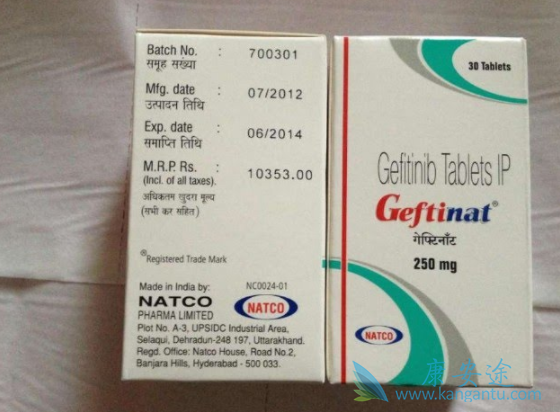 Batch No. : 700301
समूह सख्या
Mfg. date : 07/2012
उत्पादन तिथि
Exp. date : 06/2014
समाप्ति तिथि
M.R.P. Rs. : 10353.00
(Incl. of all taxes).
अधिकतम खुदरा मूल्य
(सभी कर सहित)
®Registered Trade Mark
Made in India by: NC0024-01
NATCO
PHARMA LIMITED
NATCO
Plot No. A-3, UPSIDC Industrial Area,
Selaqui, Dehradun-248 197, Uttarakhand.
Regd. Office: Natco House, Road No.2,
Banjara Hills, Hyderabad - 500 033.
30 Tablets
Gefitinib Tablets IP
Geftinat®
गेफ्टिनॉट
250 mg
NATCO
康安途
www.kangantu.com